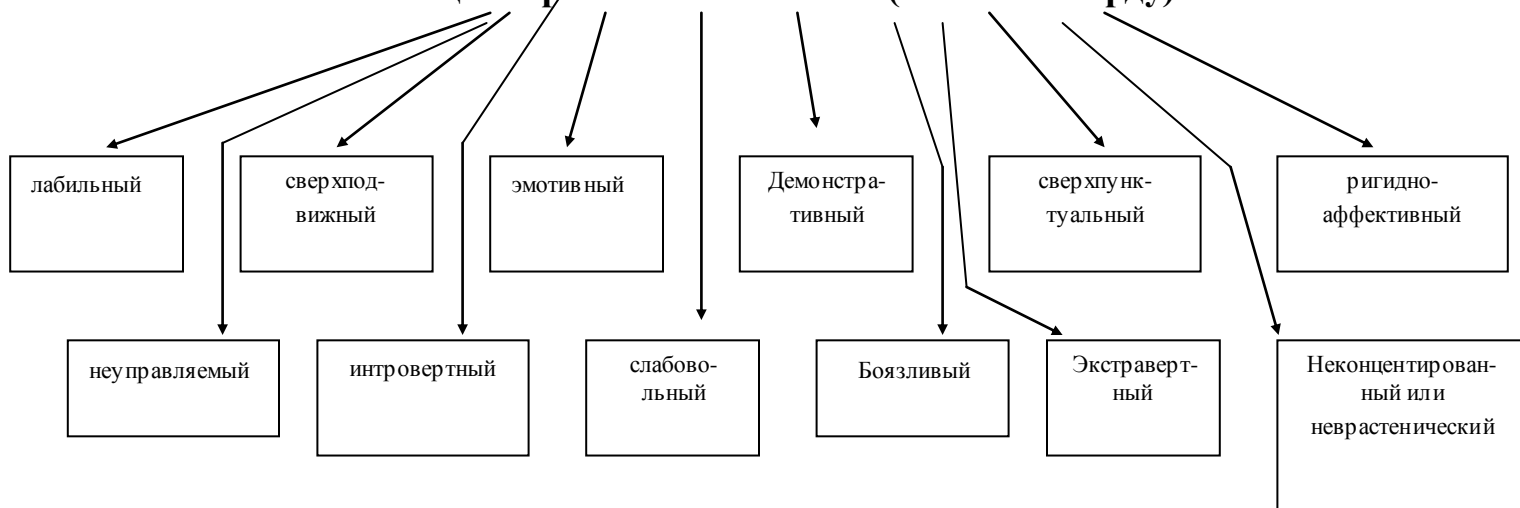 лабильный
сверхпод-
вижный
эмотивный
Демонстра-
тивный
сверхпунк-
туальный
ригидно-
аффективный
неуправляемый
интровертный
слабово-
льный
Боязливый
Экстраверт-
ный
Неконцентирован-
ный или
неврастенический